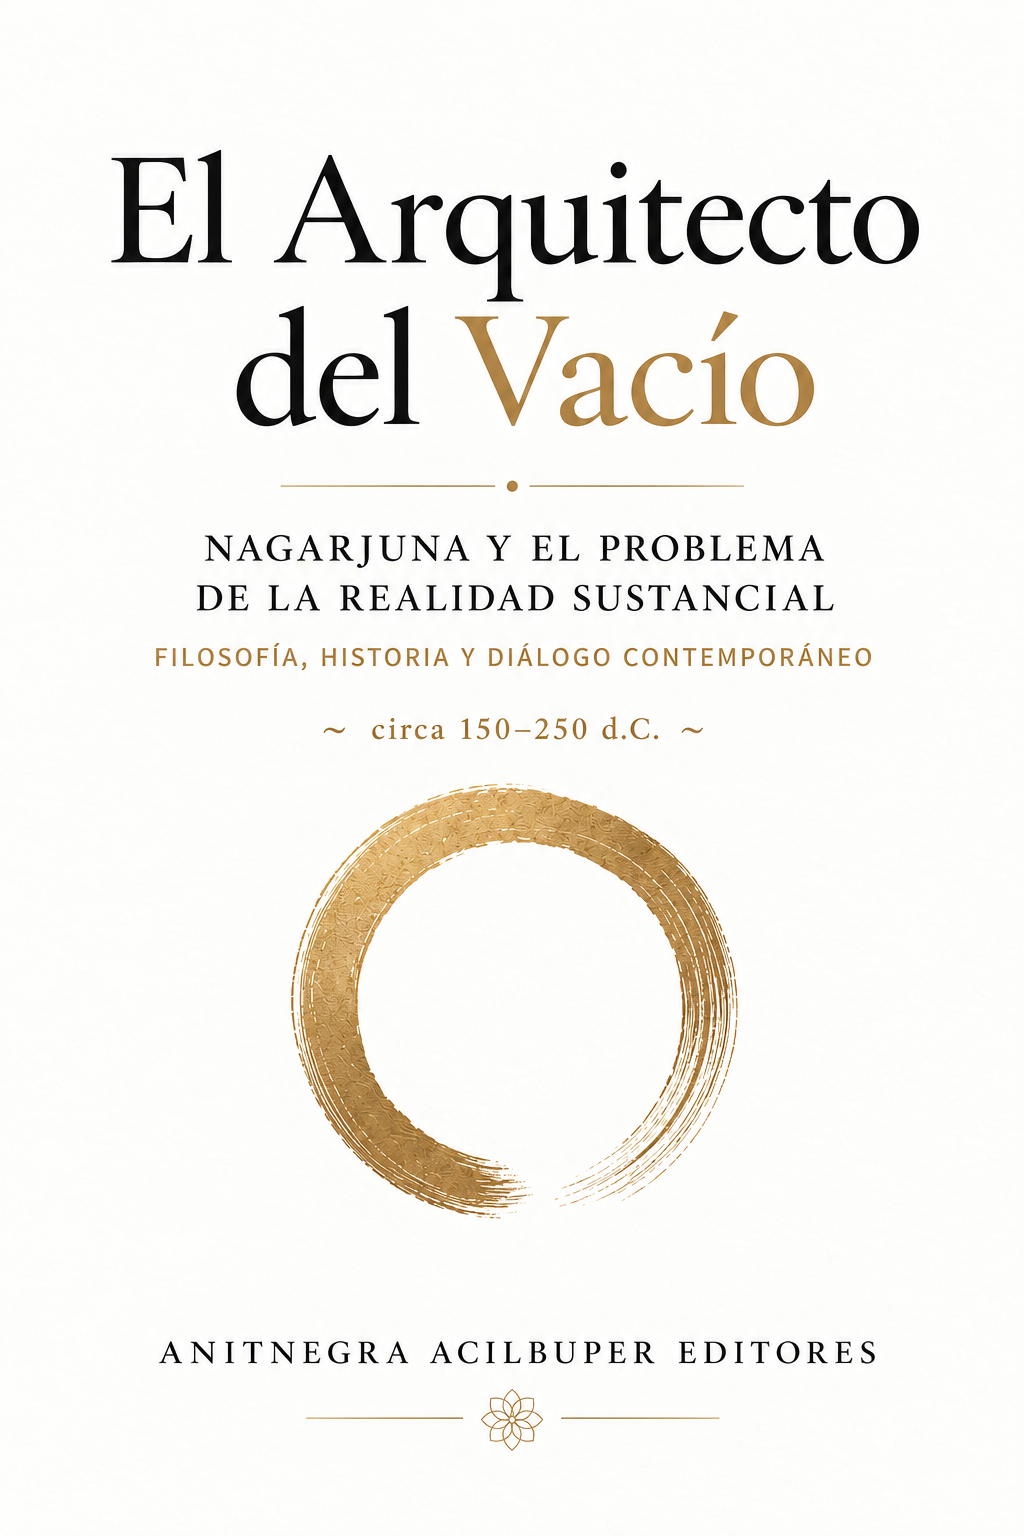 El Arquitecto
del Vacío
NAGARJUNA Y EL PROBLEMA
DE LA REALIDAD SUSTANCIAL
FILOSOFÍA, HISTORIA Y DIÁLOGO CONTEMPORÁNEO
~ circa 150–250 d.C. ~
ANITNEGRA ACILBUPER EDITORES